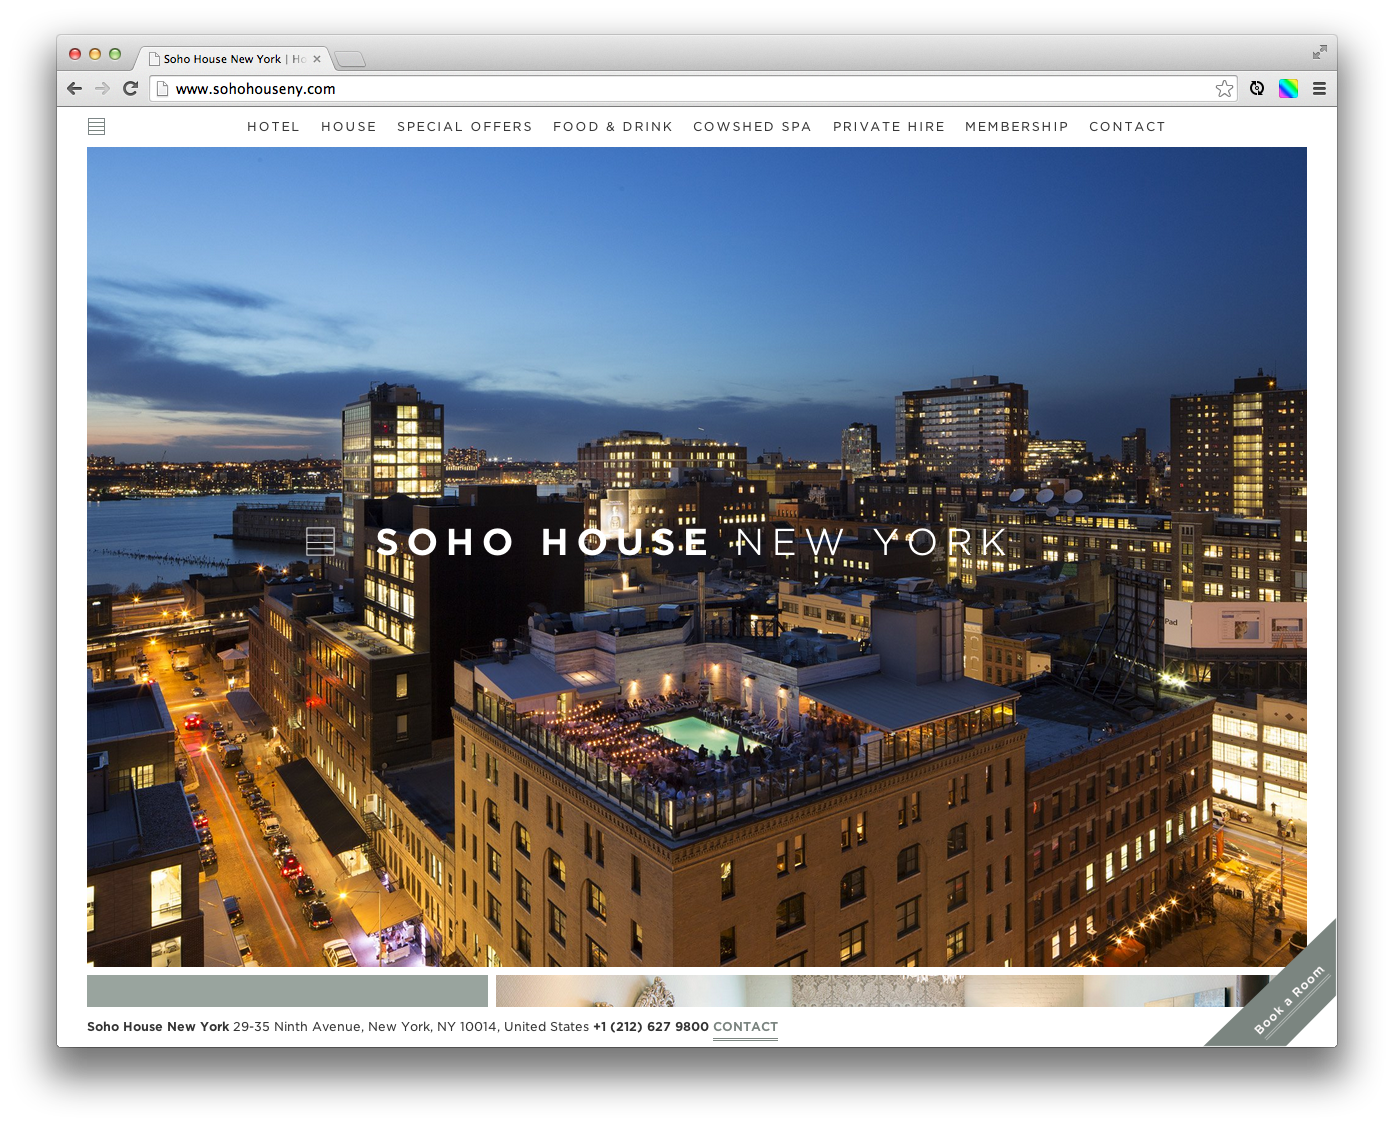 Soho House New York | Ho
www.sohohouseny.com
HOTEL HOUSE SPECIAL OFFERS FOOD & DRINK COWSHED SPA PRIVATE HIRE MEMBERSHIP CONTACT
SOHO HOUSE NEW YORK
Pad
Book a Room
Soho House New York 29-35 Ninth Avenue, New York, NY 10014, United States +1 (212) 627 9800 CONTACT